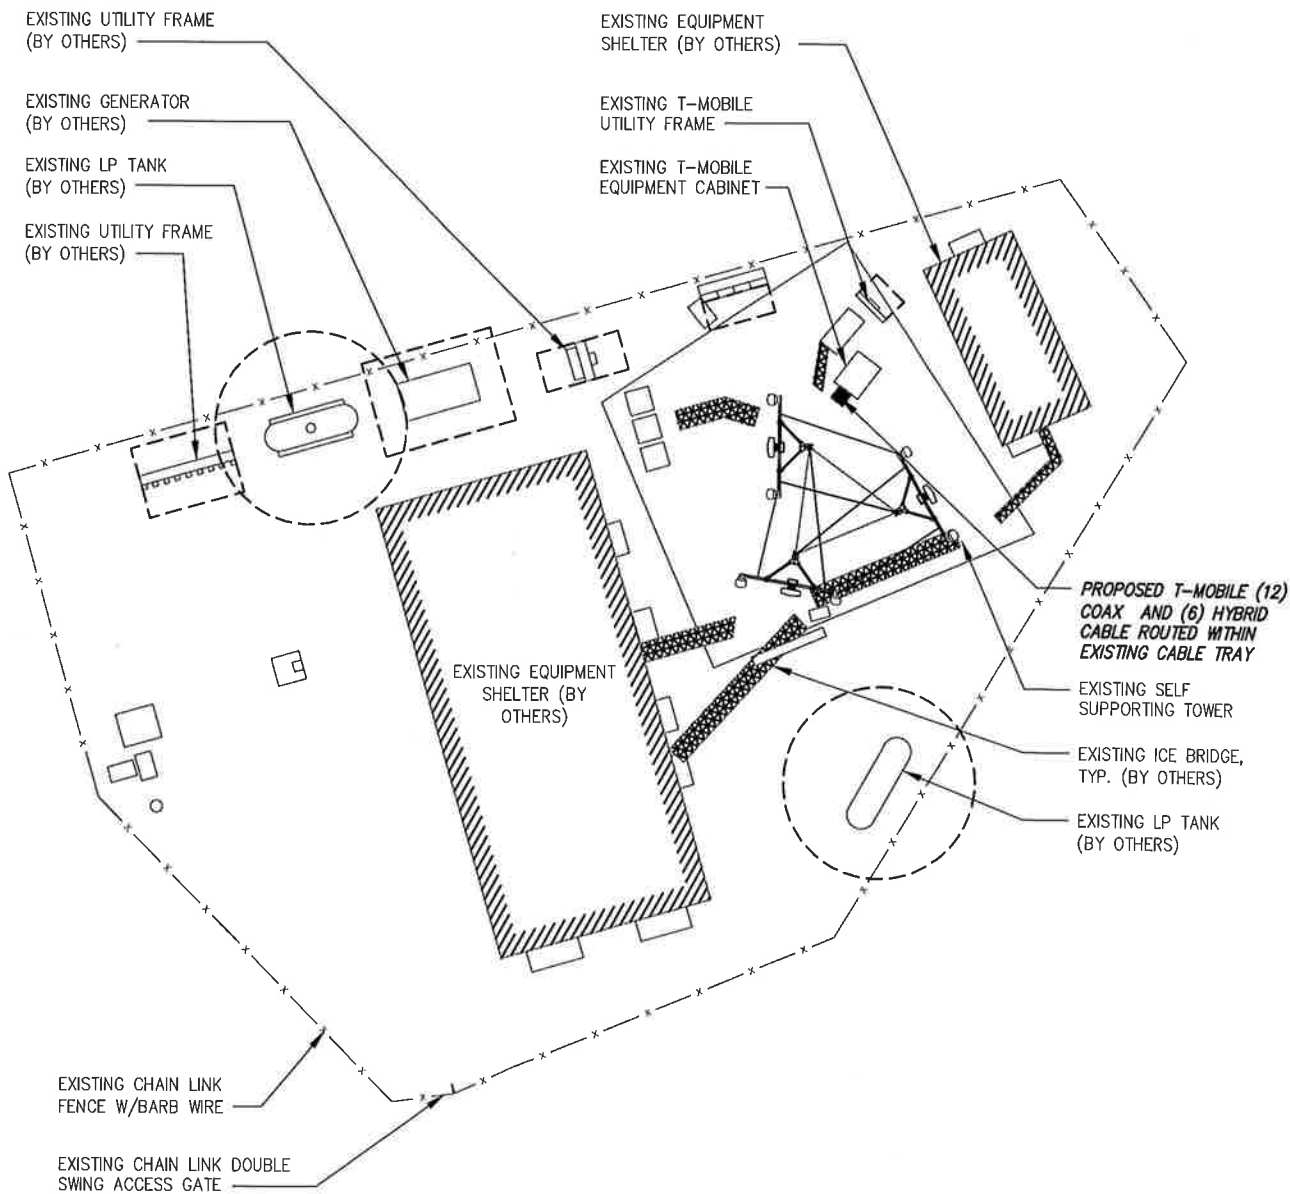 EXISTING UTILITY FRAME
(BY OTHERS)
EXISTING GENERATOR
(BY OTHERS)
EXISTING LP TANK
(BY OTHERS)
EXISTING UTILITY FRAME
(BY OTHERS)
EXISTING EQUIPMENT
SHELTER (BY OTHERS)
EXISTING T-MOBILE
UTILITY FRAME
EXISTING T-MOBILE
EQUIPMENT CABINET
PROPOSED T-MOBILE (12)
COAX AND (6) HYBRID
CABLE ROUTED WITHIN
EXISTING CABLE TRAY
EXISTING EQUIPMENT
SHELTER (BY
OTHERS)
EXISTING SELF
SUPPORTING TOWER
EXISTING ICE BRIDGE,
TYP. (BY OTHERS)
EXISTING LP TANK
(BY OTHERS)
EXISTING CHAIN LINK
FENCE W/BARB WIRE
EXISTING CHAIN LINK DOUBLE
SWING ACCESS GATE